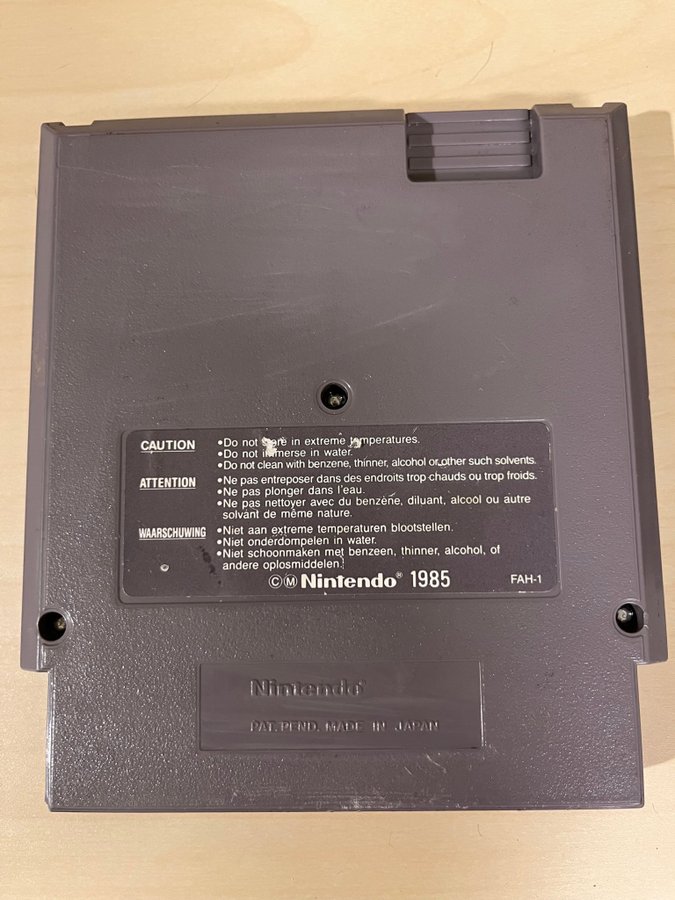 CAUTION
•Do not store in extreme temperatures.
•Do not immerse in water.
•Do not clean with benzene, thinner, alcohol or other such solvents.
ATTENTION
•Ne pas entreposer dans des endroits trop chauds ou trop froids.
•Ne pas plonger dans l'eau.
•Ne pas nettoyer avec du benzène, diluant, alcool ou autre
solvant de même nature.
WAARSCHUWING
•Niet aan extreme temperaturen blootstellen.
•Niet onderdompelen in water.
•Niet schoonmaken met benzeen, thinner, alcohol, of
andere oplosmiddelen.
©Ⓜ Nintendo® 1985
FAH-1
Nintendo®
PAT. PEND. MADE IN JAPAN